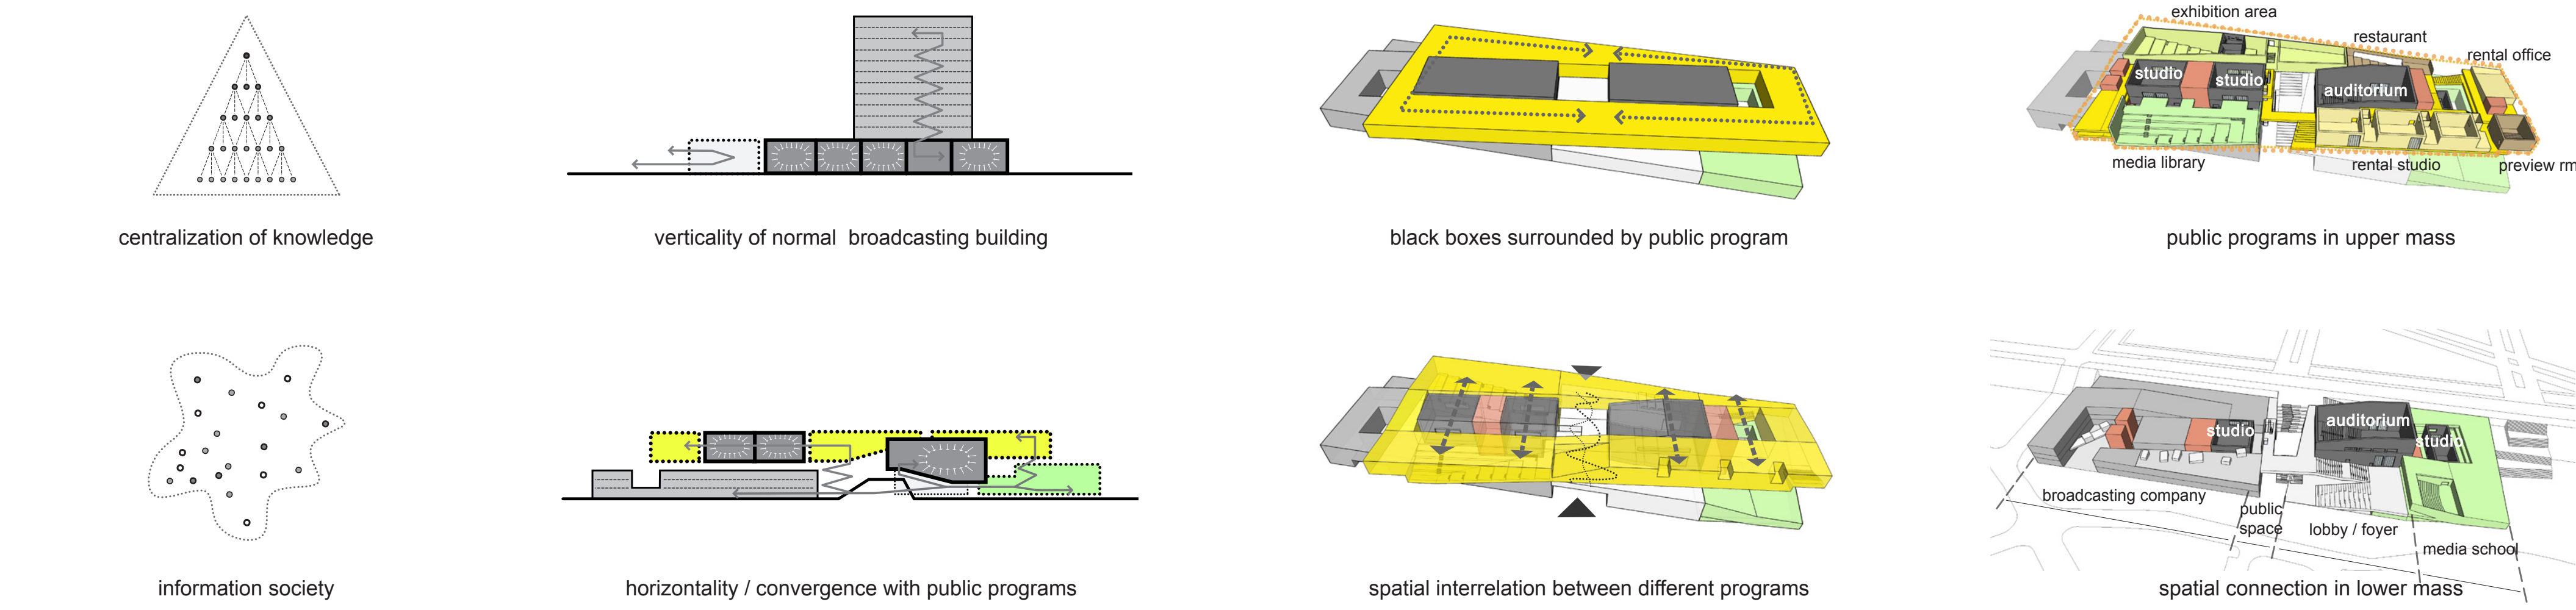 exhibition area
restaurant
rental office
studio
studio
auditorium
media library
rental studio
preview rm
centralization of knowledge
verticality of normal broadcasting building
black boxes surrounded by public program
public programs in upper mass
auditorium
studio
studio
broadcasting company
public
space
lobby / foyer
media school
information society
horizontality / convergence with public programs
spatial interrelation between different programs
spatial connection in lower mass